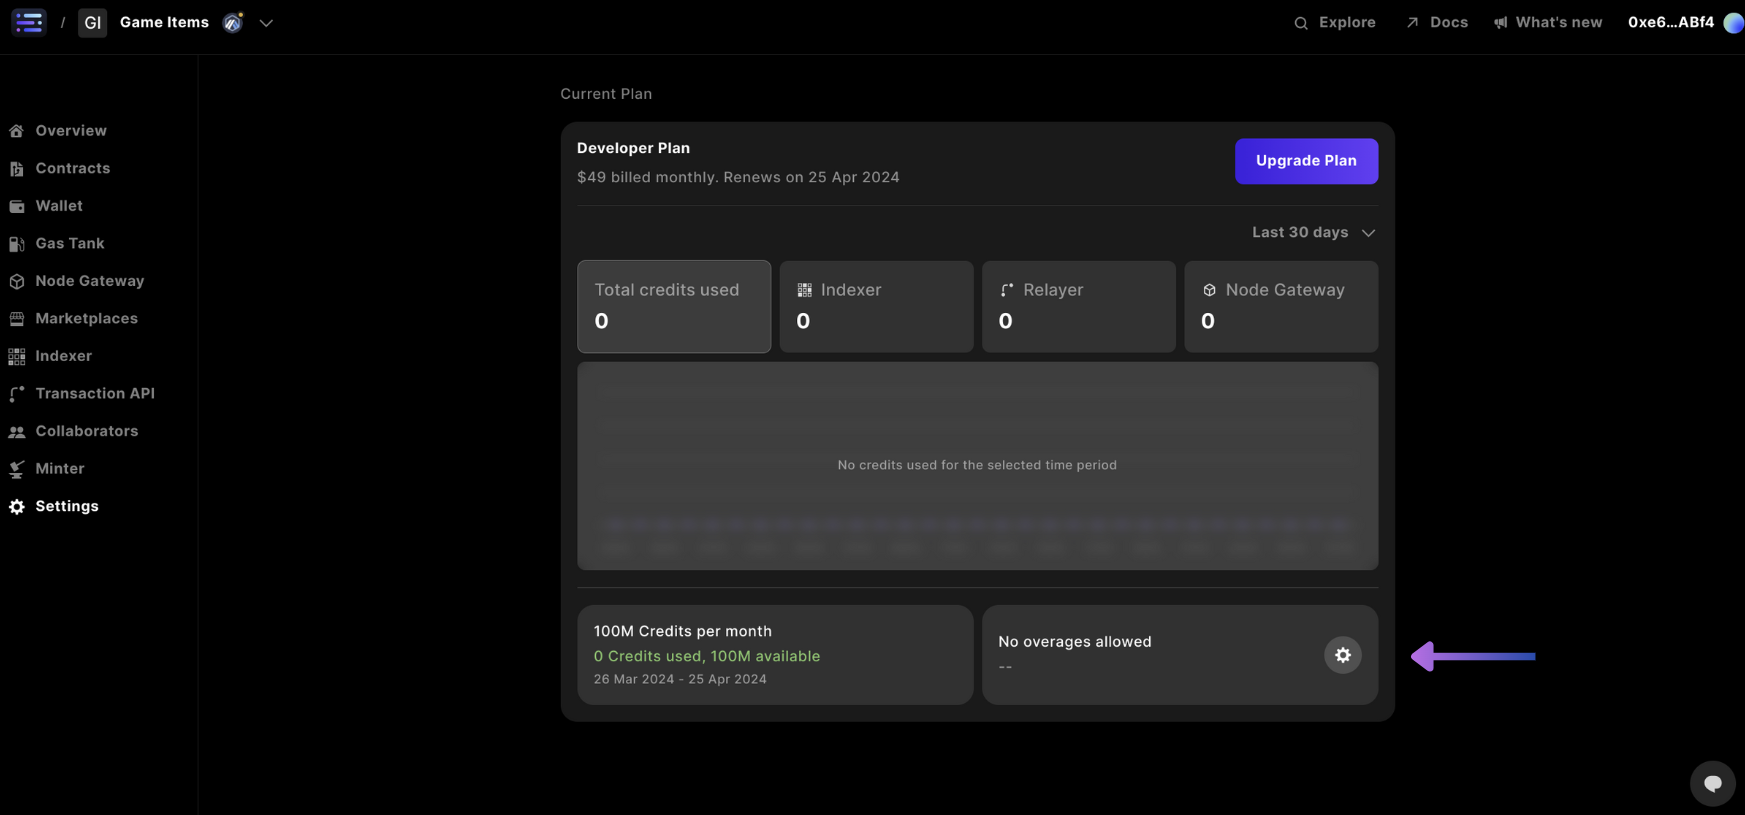 / GI Game Items
Explore Docs What's new 0xe6...ABf4
Overview
Contracts
Wallet
Gas Tank
Node Gateway
Marketplaces
Indexer
Transaction API
Collaborators
Minter
Settings
Current Plan
Developer Plan
$49 billed monthly. Renews on 25 Apr 2024
Upgrade Plan
Last 30 days
Total credits used
0
Indexer
0
Relayer
0
Node Gateway
0
No credits used for the selected time period
100M Credits per month
0 Credits used, 100M available
26 Mar 2024 - 25 Apr 2024
No overages allowed
--